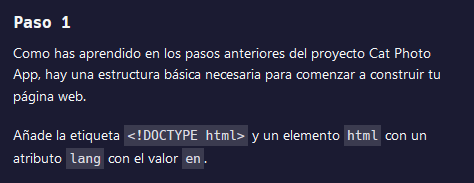 Paso 1
Como has aprendido en los pasos anteriores del proyecto Cat Photo
App, hay una estructura básica necesaria para comenzar a construir tu
página web.
Añade la etiqueta <!DOCTYPE html> y un elemento html con un
atributo lang con el valor en.